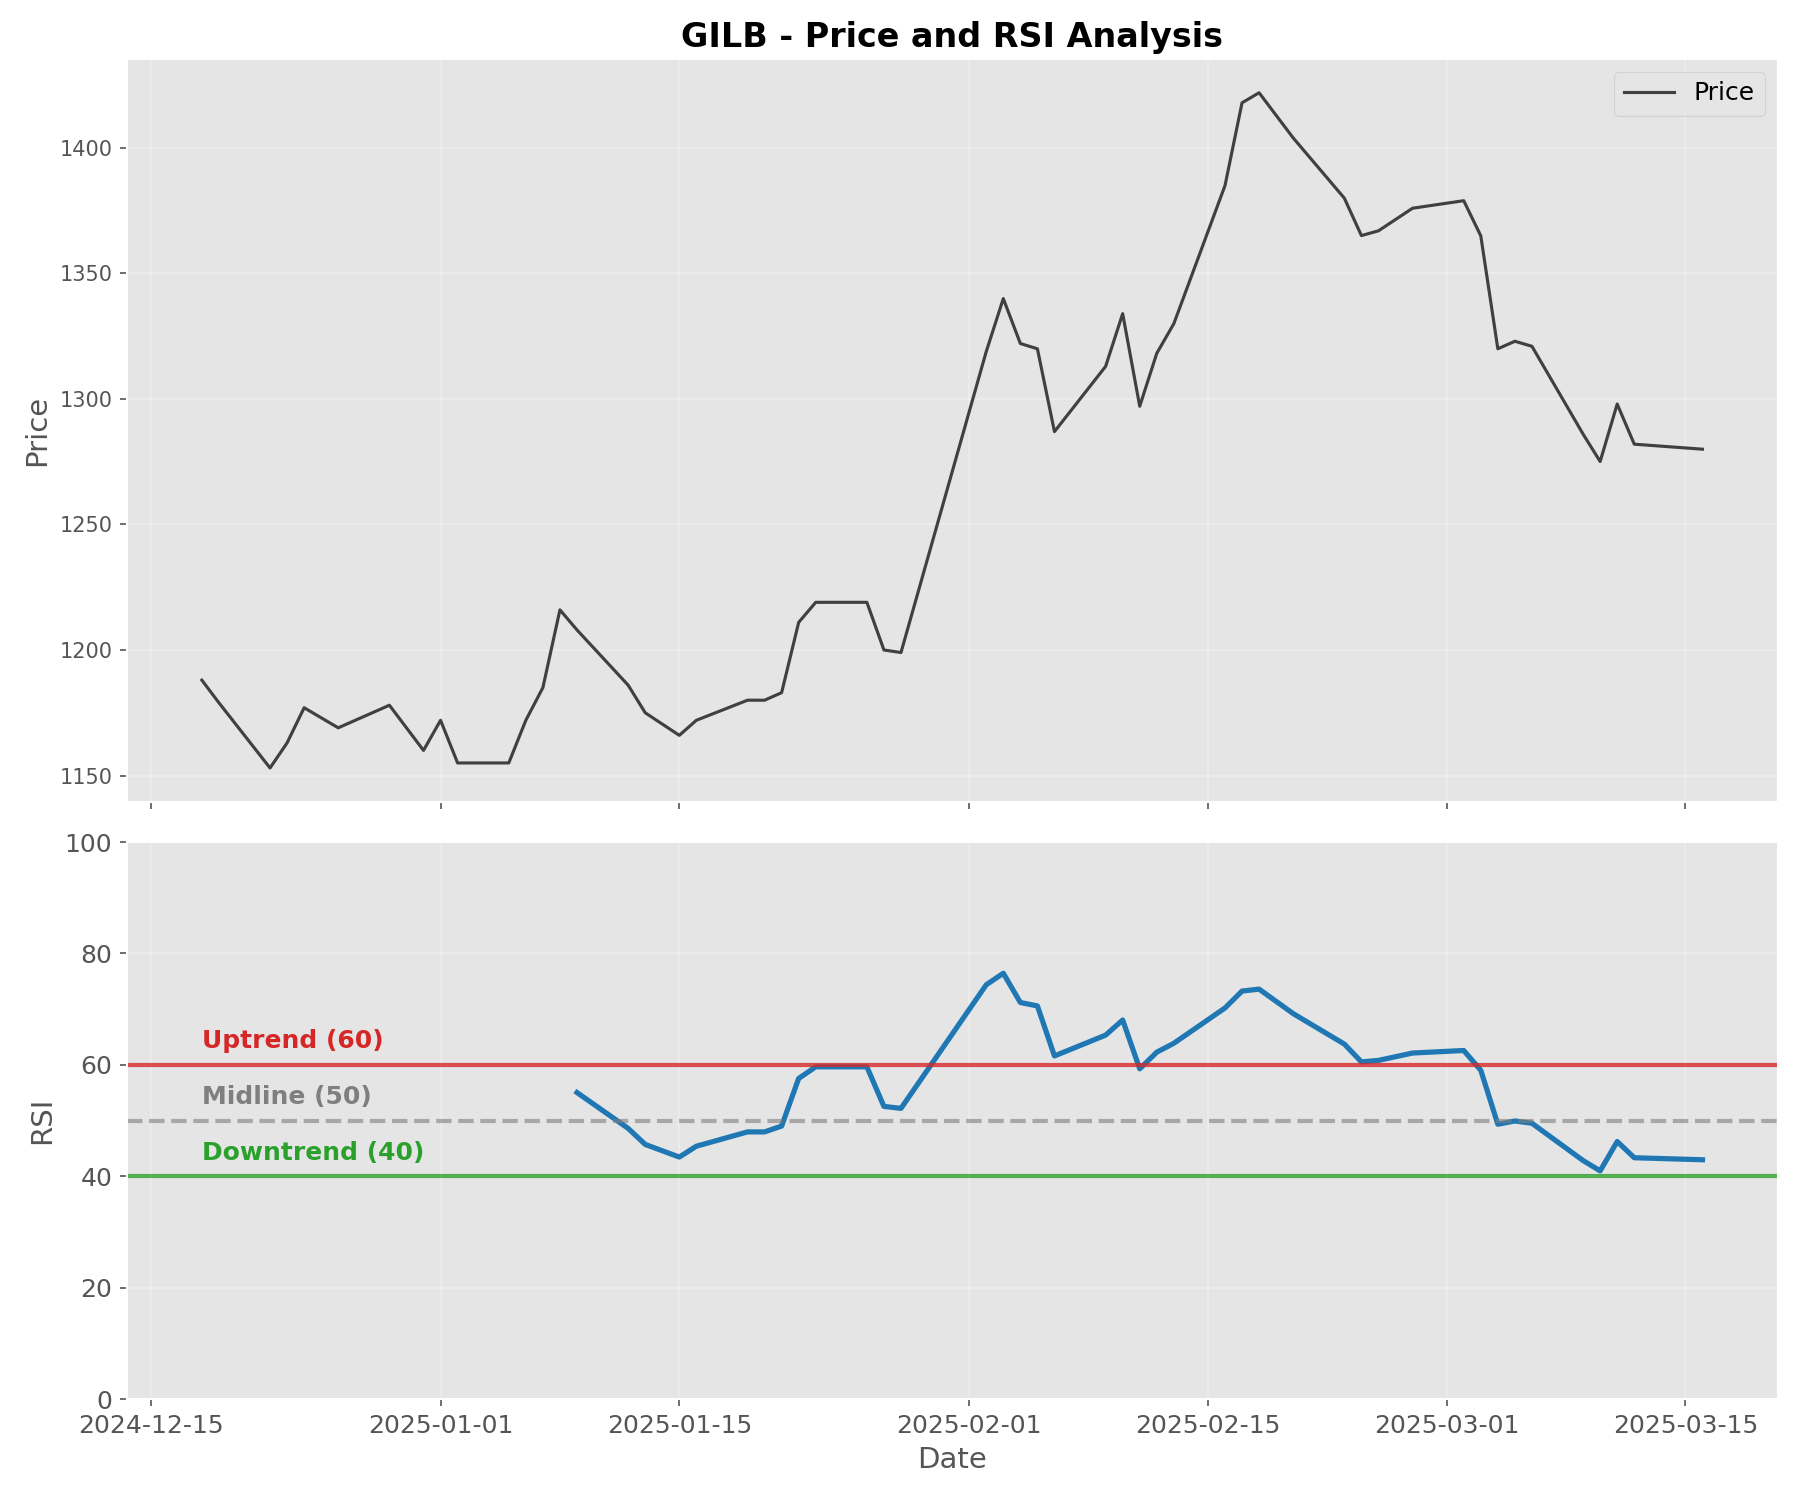 GILB - Price and RSI Analysis
Price
1400
1350
1300
1250
1200
1150
Price
100
80
60
40
20
0
RSI
Uptrend (60)
Midline (50)
Downtrend (40)
2024-12-15
2025-01-01
2025-01-15
2025-02-01
2025-02-15
2025-03-01
2025-03-15
Date